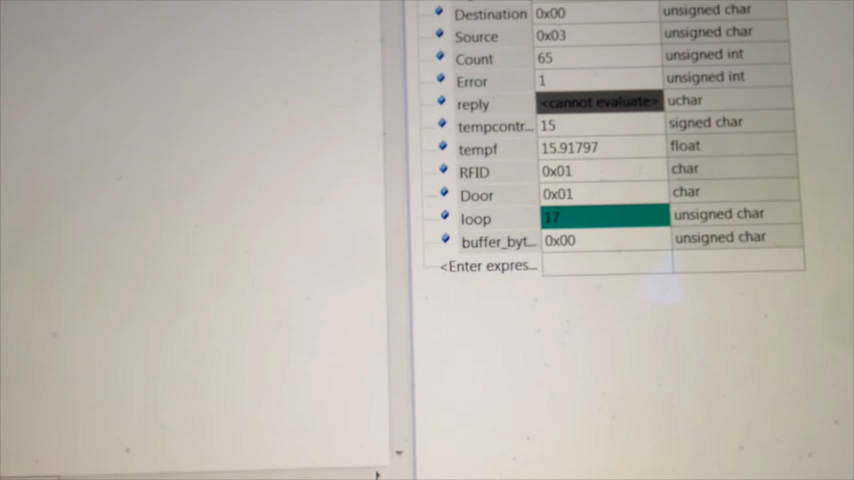 Destination 0x00 unsigned char
Source 0x03 unsigned char
Count 65 unsigned int
Error 1 unsigned int
reply <cannot evaluate> uchar
tempcontr... 15 signed char
tempf 15.91797 float
RFID 0x01 char
Door 0x01 char
loop 17 unsigned char
buffer_byt... 0x00 unsigned char
<Enter expres...